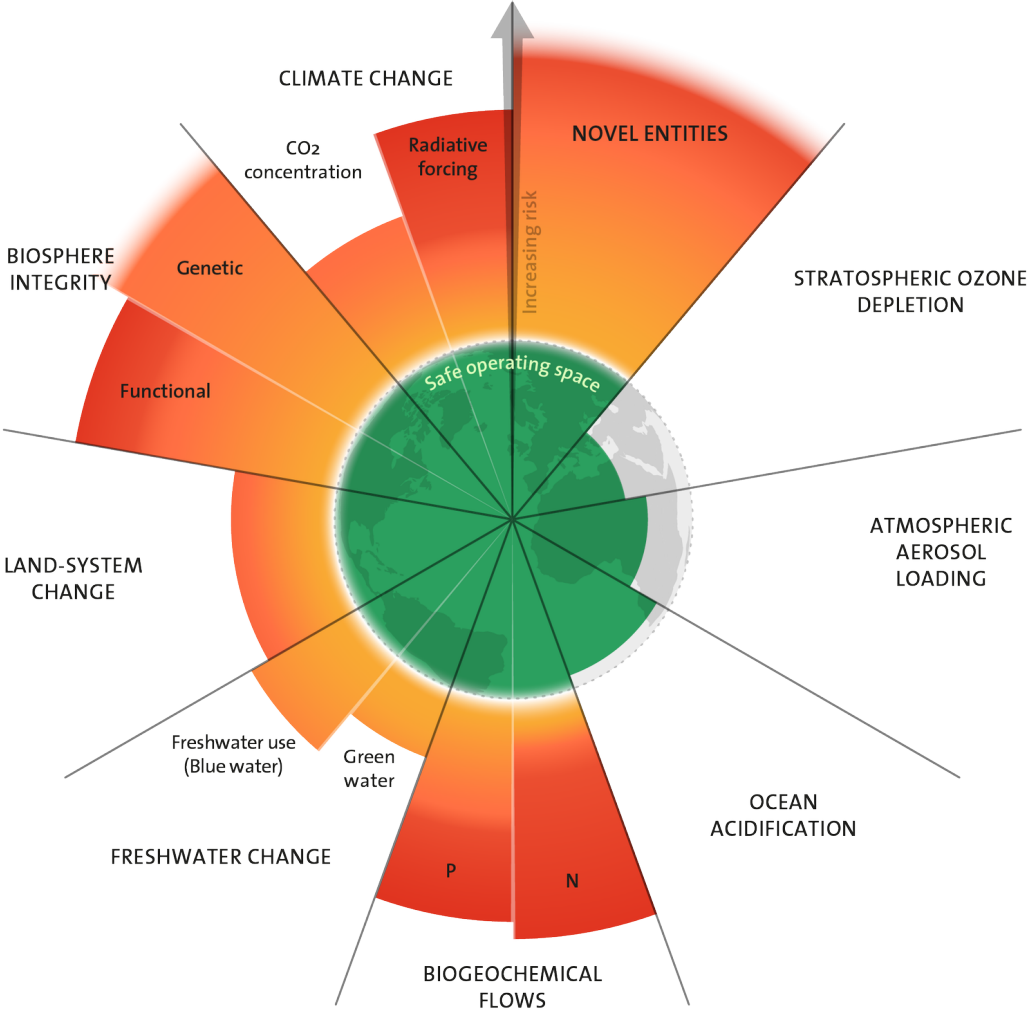 CLIMATE CHANGE
CO2
concentration
Radiative
forcing
NOVEL ENTITIES
Increasing risk
STRATOSPHERIC OZONE
DEPLETION
BIOSPHERE
INTEGRITY
Genetic
Functional
Safe operating space
ATMOSPHERIC
AEROSOL
LOADING
LAND-SYSTEM
CHANGE
Freshwater use
(Blue water)
Green
water
FRESHWATER CHANGE
P
N
OCEAN
ACIDIFICATION
BIOGEOCHEMICAL
FLOWS